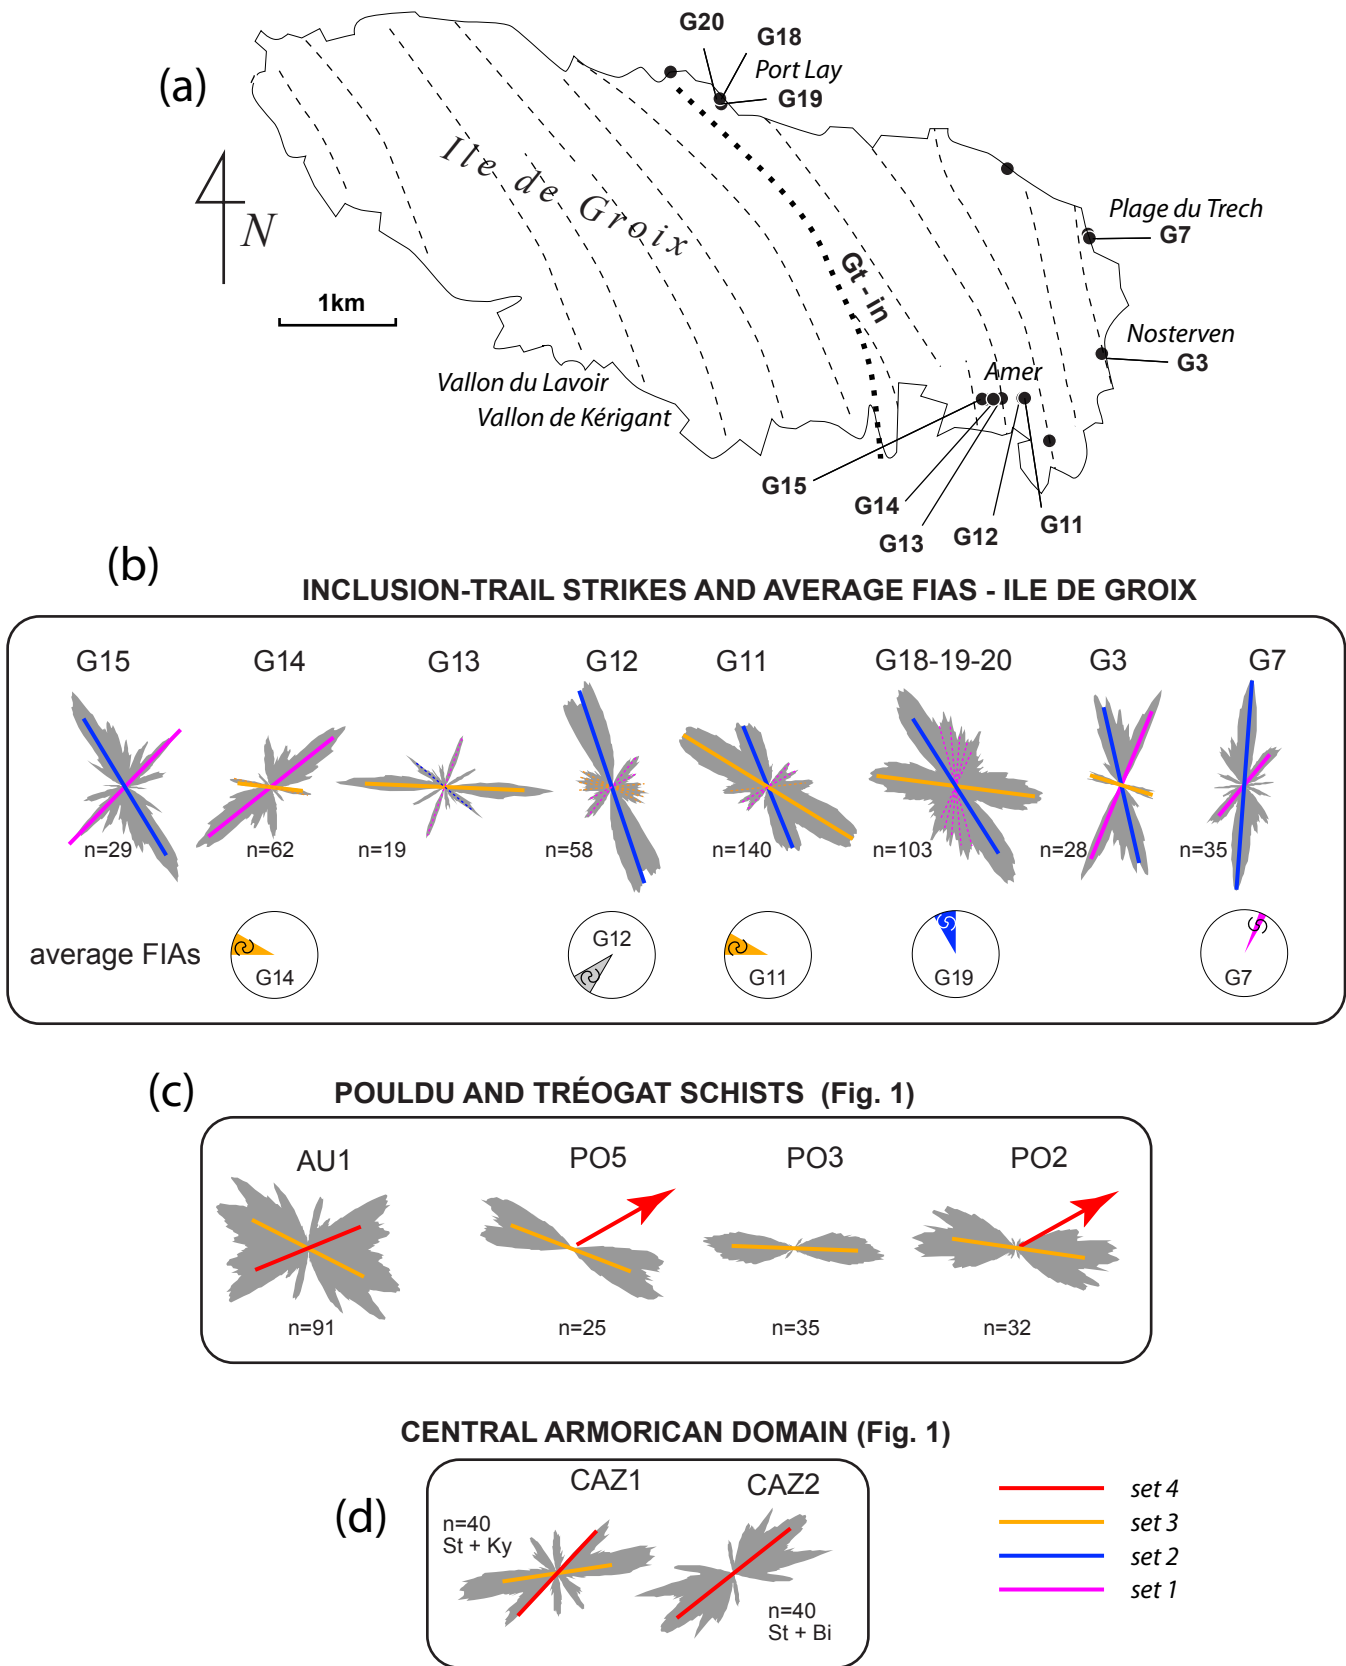 (a)
G20
G18
Port Lay
G19
Ile de Groix
N
1km
Gt - in
Plage du Trech
G7
Nosterven
G3
Amer
Vallon du Lavoir
Vallon de Kérigant
G15
G14
G13
G12
G11
(b)
INCLUSION-TRAIL STRIKES AND AVERAGE FIAS - ILE DE GROIX
G15 G14 G13 G12 G11 G18-19-20 G3 G7
n=29 n=62 n=19 n=58 n=140 n=103 n=28 n=35
average FIAs
G14 G12 G11 G19 G7
(c)
POULDU AND TRÉOGAT SCHISTS (Fig. 1)
AU1 PO5 PO3 PO2
n=91 n=25 n=35 n=32
CENTRAL ARMORICAN DOMAIN (Fig. 1)
(d)
CAZ1 CAZ2
n=40
St + Ky
n=40
St + Bi
set 4
set 3
set 2
set 1